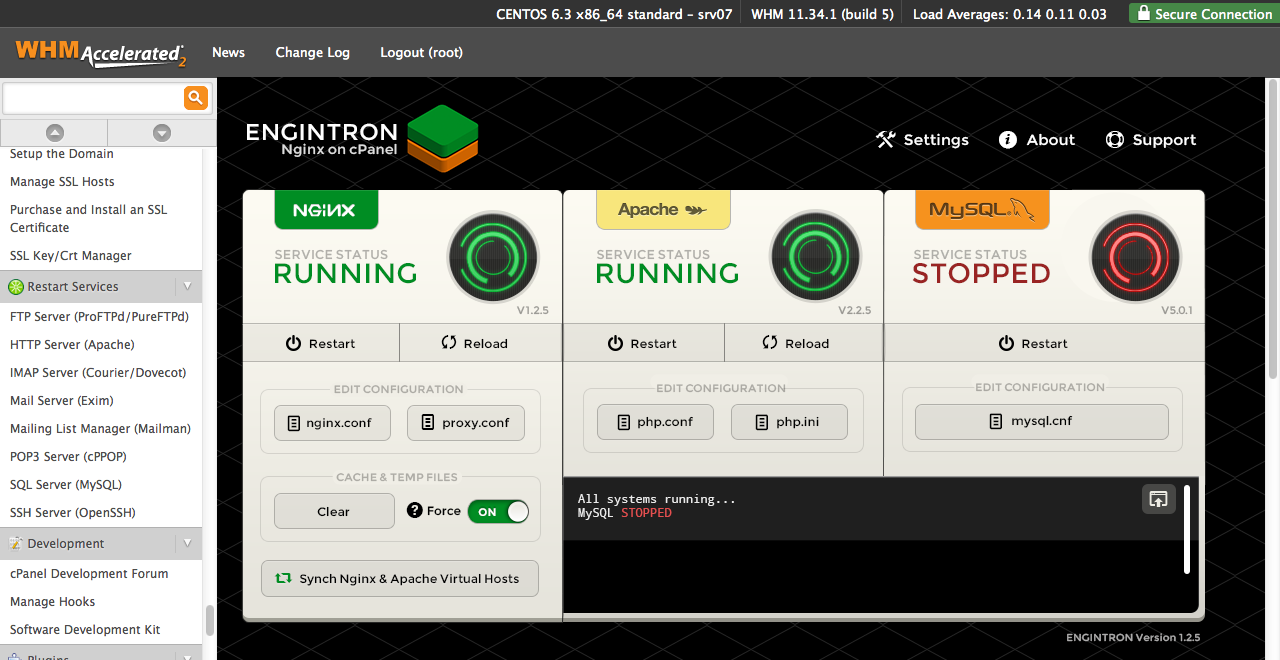 CENTOS 6.3 x86_64 standard – srv07
WHM 11.34.1 (build 5)
Load Averages: 0.14 0.11 0.03
Secure Connection
WHM Accelerated 2
News
Change Log
Logout (root)
Setup the Domain
Manage SSL Hosts
Purchase and Install an SSL
Certificate
SSL Key/Crt Manager
Restart Services
FTP Server (ProFTPd/PureFTPd)
HTTP Server (Apache)
IMAP Server (Courier/Dovecot)
Mail Server (Exim)
Mailing List Manager (Mailman)
POP3 Server (cPPOP)
SQL Server (MySQL)
SSH Server (OpenSSH)
Development
cPanel Development Forum
Manage Hooks
Software Development Kit
Plugins
ENGINTRON
Nginx on cPanel
Settings
About
Support
NGINX
SERVICE STATUS
RUNNING
V1.2.5
Restart
Reload
EDIT CONFIGURATION
nginx.conf
proxy.conf
CACHE & TEMP FILES
Clear
? Force
ON
Synch Nginx & Apache Virtual Hosts
Apache
SERVICE STATUS
RUNNING
V2.2.5
Restart
Reload
EDIT CONFIGURATION
php.conf
php.ini
MySQL
SERVICE STATUS
STOPPED
V5.0.1
Restart
EDIT CONFIGURATION
mysql.cnf
All systems running...
MySQL STOPPED
ENGINTRON Version 1.2.5